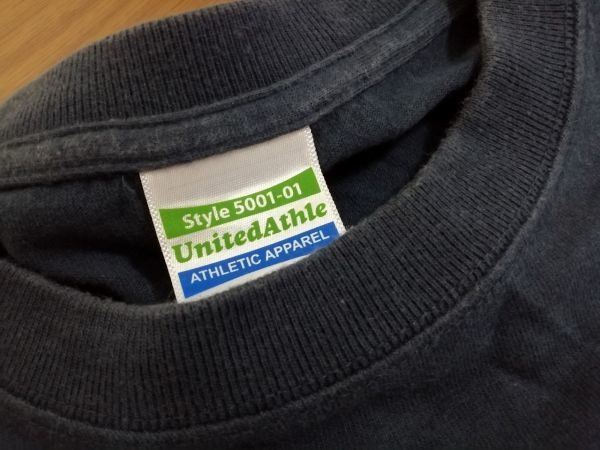 Style 5001-01
UnitedAthle
ATHLETIC APPAREL